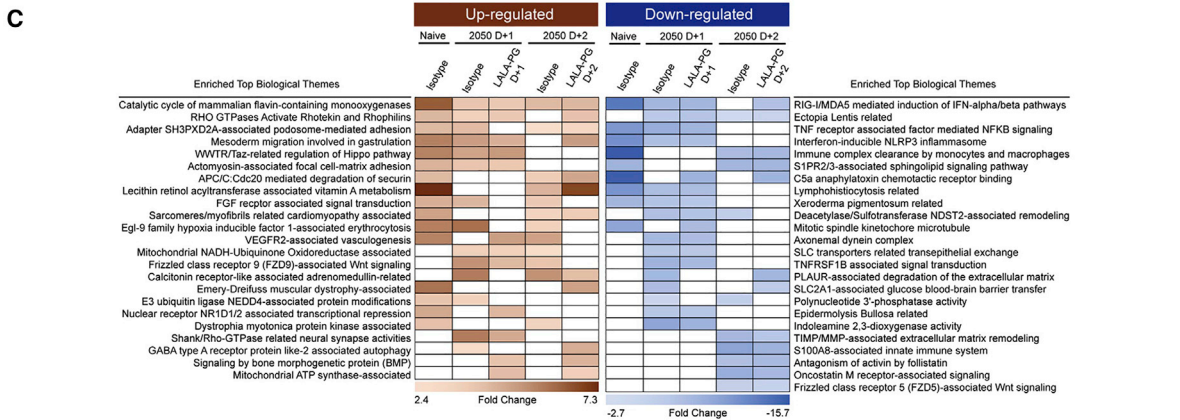 C
Up-regulated
Down-regulated
Naive
2050 D+1
2050 D+2
Naive
2050 D+1
2050 D+2
Enriched Top Biological Themes
Isotype
Isotype
LALA-PG D+1
Isotype
LALA-PG D+2
Isotype
Isotype
LALA-PG D+1
Isotype
LALA-PG D+2
Enriched Top Biological Themes
Catalytic cycle of mammalian flavin-containing monooxygenases
RHO GTPases Activate Rhotekin and Rhophilins
Adapter SH3PXD2A-associated podosome-mediated adhesion
Mesoderm migration involved in gastrulation
WWTR/Taz-related regulation of Hippo pathway
Actomyosin-associated focal cell-matrix adhesion
APC/C:Cdc20 mediated degradation of securin
Lecithin retinol acyltransferase associated vitamin A metabolism
FGF recptor associated signal transduction
Sarcomeres/myofibrils related cardiomyopathy associated
Egl-9 family hypoxia inducible factor 1-associated erythrocytosis
VEGFR2-associated vasculogenesis
Mitochondrial NADH-Ubiquinone Oxidoreductase associated
Frizzled class receptor 9 (FZD9)-associated Wnt signaling
Calcitonin receptor-like associated adrenomedullin-related
Emery-Dreifuss muscular dystrophy-associated
E3 ubiquitin ligase NEDD4-associated protein modifications
Nuclear receptor NR1D1/2 associated transcriptional repression
Dystrophia myotonica protein kinase associated
Shank/Rho-GTPase related neural synapse activities
GABA type A receptor protein like-2 associated autophagy
Signaling by bone morphogenetic protein (BMP)
Mitochondrial ATP synthase-associated
RIG-I/MDA5 mediated induction of IFN-alpha/beta pathways
Ectopia Lentis related
TNF receptor associated factor mediated NFKB signaling
Interferon-inducible NLRP3 inflammasome
Immune complex clearance by monocytes and macrophages
S1PR2/3-associated sphingolipid signaling pathway
C5a anaphylatoxin chemotactic receptor binding
Lymphohistiocytosis related
Xeroderma pigmentosum related
Deacetylase/Sulfotransferase NDST2-associated remodeling
Mitotic spindle kinetochore microtubule
Axonemal dynein complex
SLC transporters related transepithelial exchange
TNFRSF1B associated signal transduction
PLAUR-associated degradation of the extracellular matrix
SLC2A1-associated glucose blood-brain barrier transfer
Polynucleotide 3'-phosphatase activity
Epidermolysis Bullosa related
Indoleamine 2,3-dioxygenase activity
TIMP/MMP-associated extracellular matrix remodeling
S100A8-associated innate immune system
Antagonism of activin by follistatin
Oncostatin M receptor-associated signaling
Frizzled class receptor 5 (FZD5)-associated Wnt signaling
2.4 Fold Change 7.3
-2.7 Fold Change -15.7